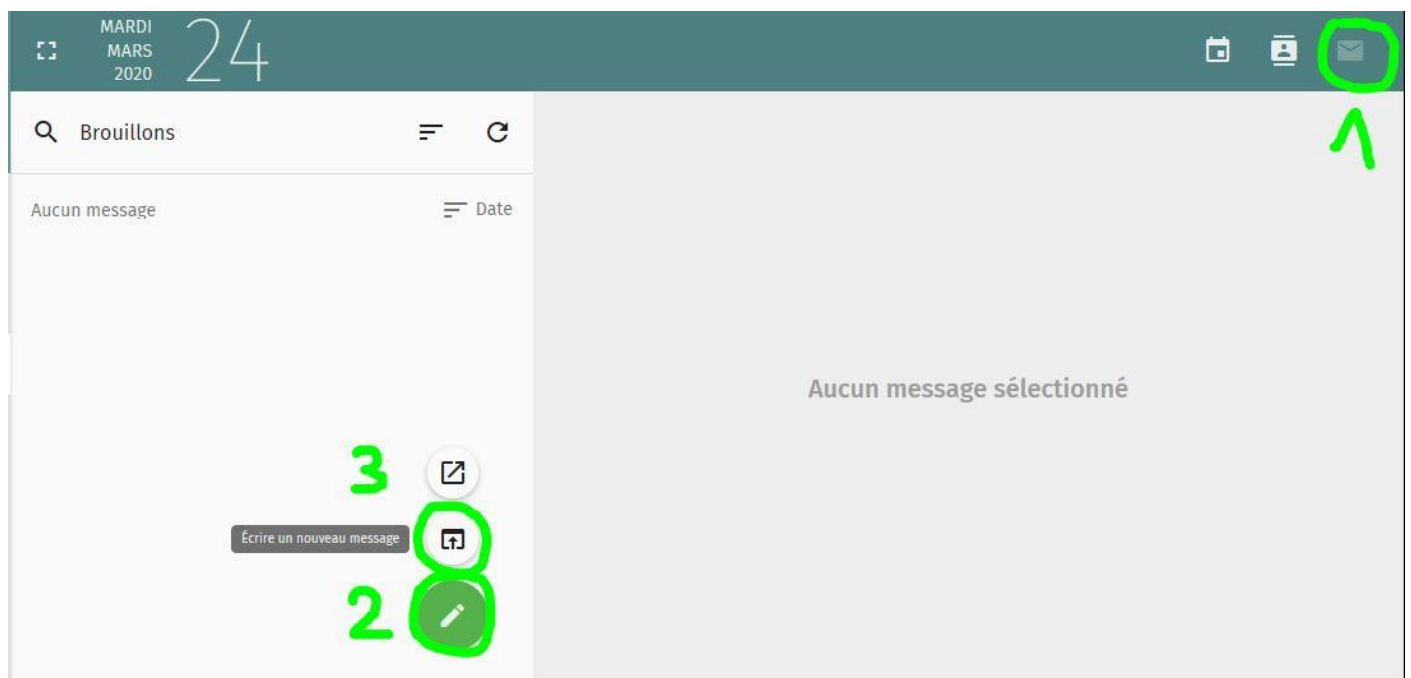 MARDI
MARS
2020
24
1
Brouillons
Aucun message
Date
Aucun message sélectionné
3
Écrire un nouveau message
2